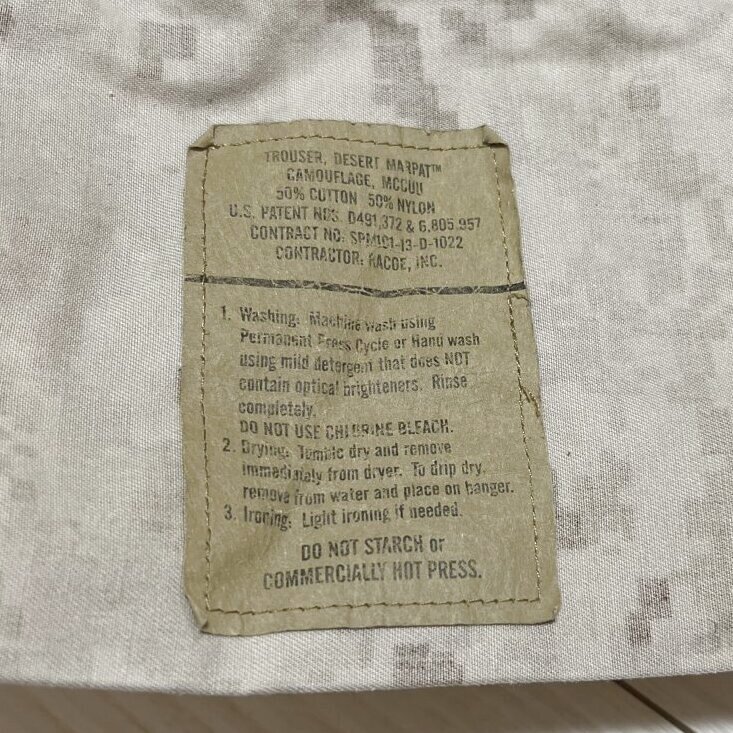 TROUSER, DESERT MARPAT™
CAMOUFLAGE, MCCUU
50% COTTON 50% NYLON
U.S. PATENT NOS. D491,372 & 6,805,957
CONTRACT NO: SPM1C1-13-D-1022
CONTRACTOR: RACOE, INC.
1. Washing: Machine wash using
Permanent Press Cycle or Hand wash
using mild detergent that does NOT
contain optical brighteners. Rinse
completely.
DO NOT USE CHLORINE BLEACH.
2. Drying: Tumble dry and remove
immediately from dryer. To drip dry,
remove from water and place on hanger.
3. Ironing: Light ironing if needed.
DO NOT STARCH or
COMMERCIALLY HOT PRESS.